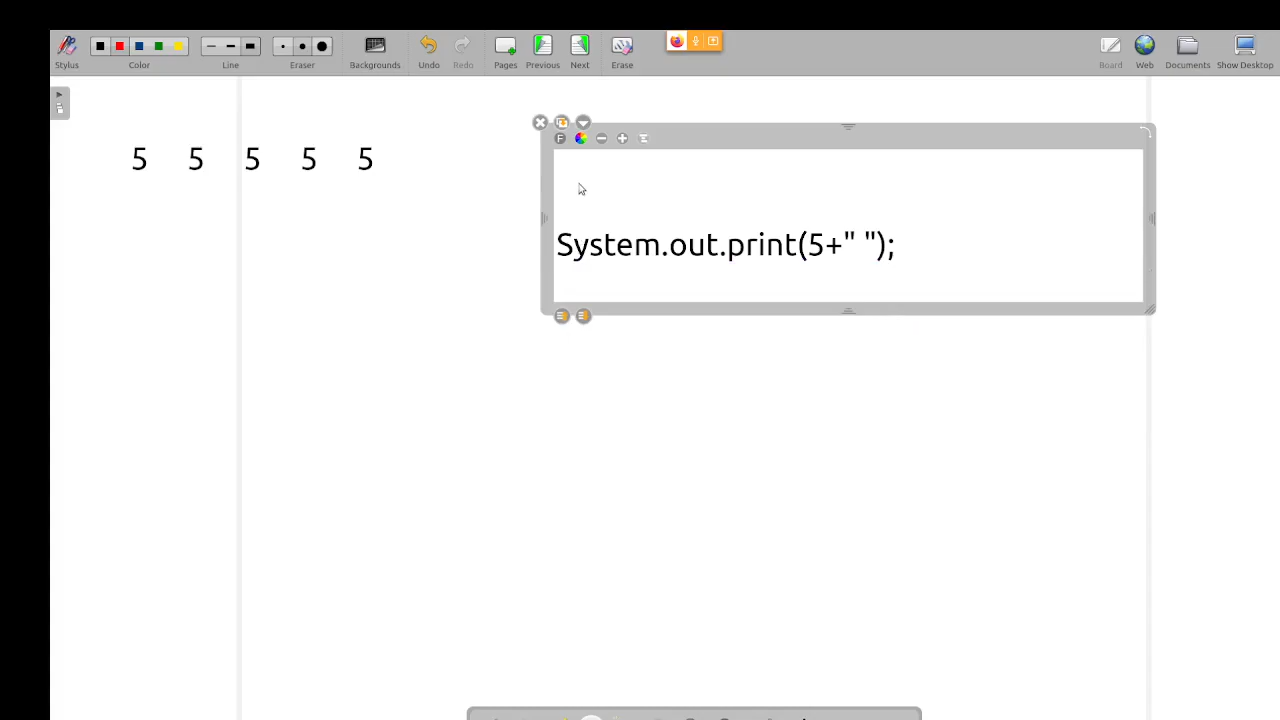 Stylus Color Line Eraser Backgrounds Undo Redo Pages Previous Next Erase Board Web Documents Show Desktop
5 5 5 5 5
F
System.out.print(5+" ");